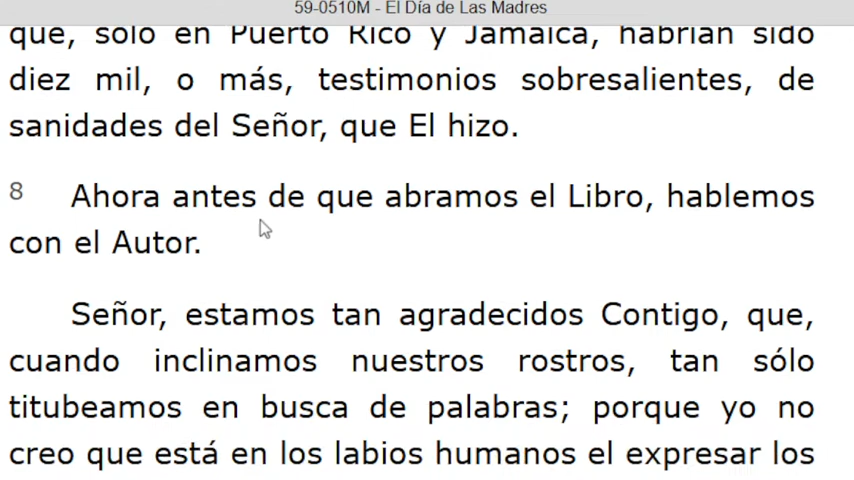 59-0510M - El Día de Las Madres
que, sólo en Puerto Rico y Jamaica, habrían sido
diez mil, o más, testimonios sobresalientes, de
sanidades del Señor, que El hizo.
8 Ahora antes de que abramos el Libro, hablemos
con el Autor.
Señor, estamos tan agradecidos Contigo, que,
cuando inclinamos nuestros rostros, tan sólo
titubeamos en busca de palabras; porque yo no
creo que está en los labios humanos el expresar los